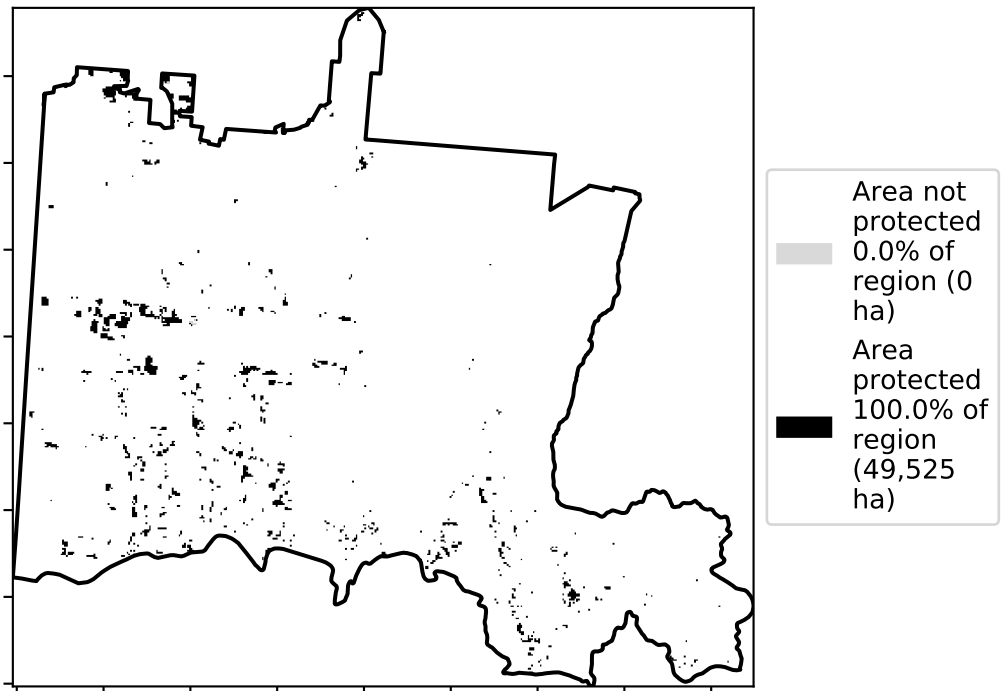 Area not
protected
0.0% of
region (0
ha)
Area
protected
100.0% of
region
(49,525
ha)